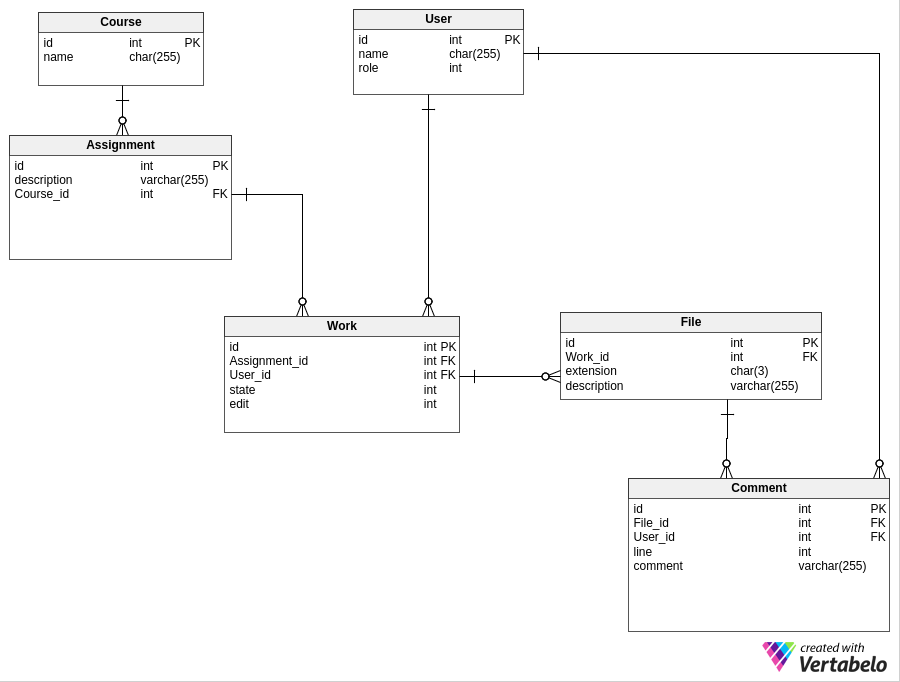 Course
id int PK
name char(255)
User
id int PK
name char(255)
role int
Assignment
id int PK
description varchar(255)
Course_id int FK
Work
id int PK
Assignment_id int FK
User_id int FK
state int
edit int
File
id int PK
Work_id int FK
extension char(3)
description varchar(255)
Comment
id int PK
File_id int FK
User_id int FK
line int
comment varchar(255)
created with
Vertabelo